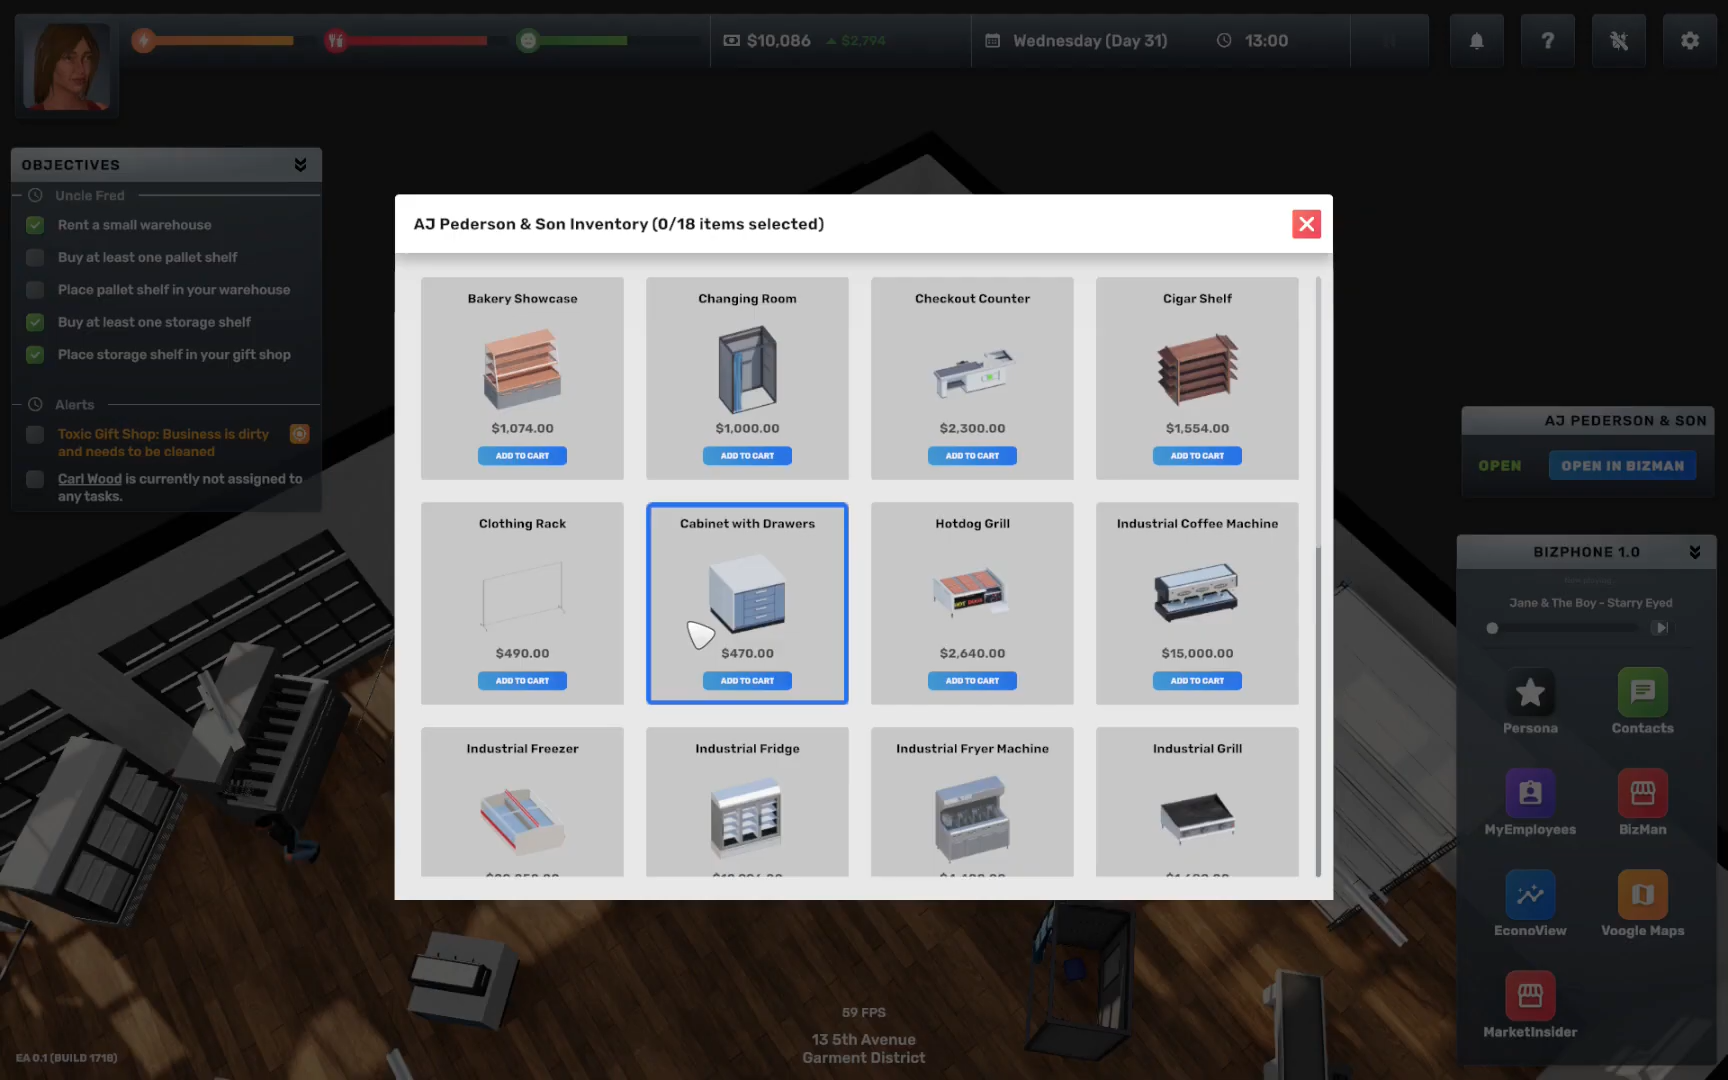 $10,086
$2,794
Wednesday (Day 31)
13:00
?
OBJECTIVES
Uncle Fred
Rent a small warehouse
Buy at least one pallet shelf
Place pallet shelf in your warehouse
Buy at least one storage shelf
Place storage shelf in your gift shop
Alerts
Toxic Gift Shop: Business is dirty
and needs to be cleaned
Carl Wood is currently not assigned to
any tasks.
AJ Pederson & Son Inventory (0/18 items selected)
Bakery Showcase
Changing Room
Checkout Counter
Cigar Shelf
$1,074.00
$1,000.00
$2,300.00
$1,554.00
ADD TO CART
ADD TO CART
ADD TO CART
ADD TO CART
Clothing Rack
Cabinet with Drawers
Hotdog Grill
Industrial Coffee Machine
$490.00
$470.00
$2,640.00
$15,000.00
ADD TO CART
ADD TO CART
ADD TO CART
ADD TO CART
Industrial Freezer
Industrial Fridge
Industrial Fryer Machine
Industrial Grill
AJ PEDERSON & SON
OPEN
OPEN IN BIZMAN
BIZPHONE 1.0
Jane & The Boy - Starry Eyed
Persona
Contacts
MyEmployees
BizMan
EconoView
Voogle Maps
MarketInsider
59 FPS
13 5th Avenue
Garment District
EA 0.1 (BUILD 1718)